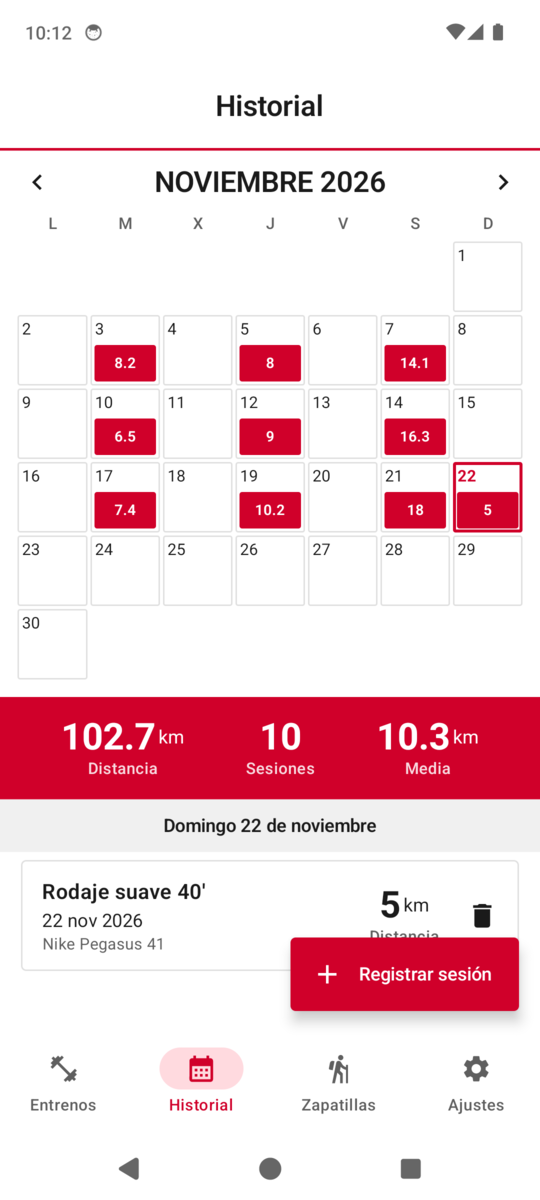 10:12
Historial
NOVIEMBRE 2026
L M X J V S D
1
2 3 4 5 6 7 8
8.2 8 14.1
9 10 11 12 13 14 15
6.5 9 16.3
16 17 18 19 20 21 22
7.4 10.2 18 5
23 24 25 26 27 28 29
30
102.7 km 10 10.3 km
Distancia Sesiones Media
Domingo 22 de noviembre
Rodaje suave 40'
5 km
22 nov 2026
Distancia
Nike Pegasus 41
+ Registrar sesión
Entrenos Historial Zapatillas Ajustes